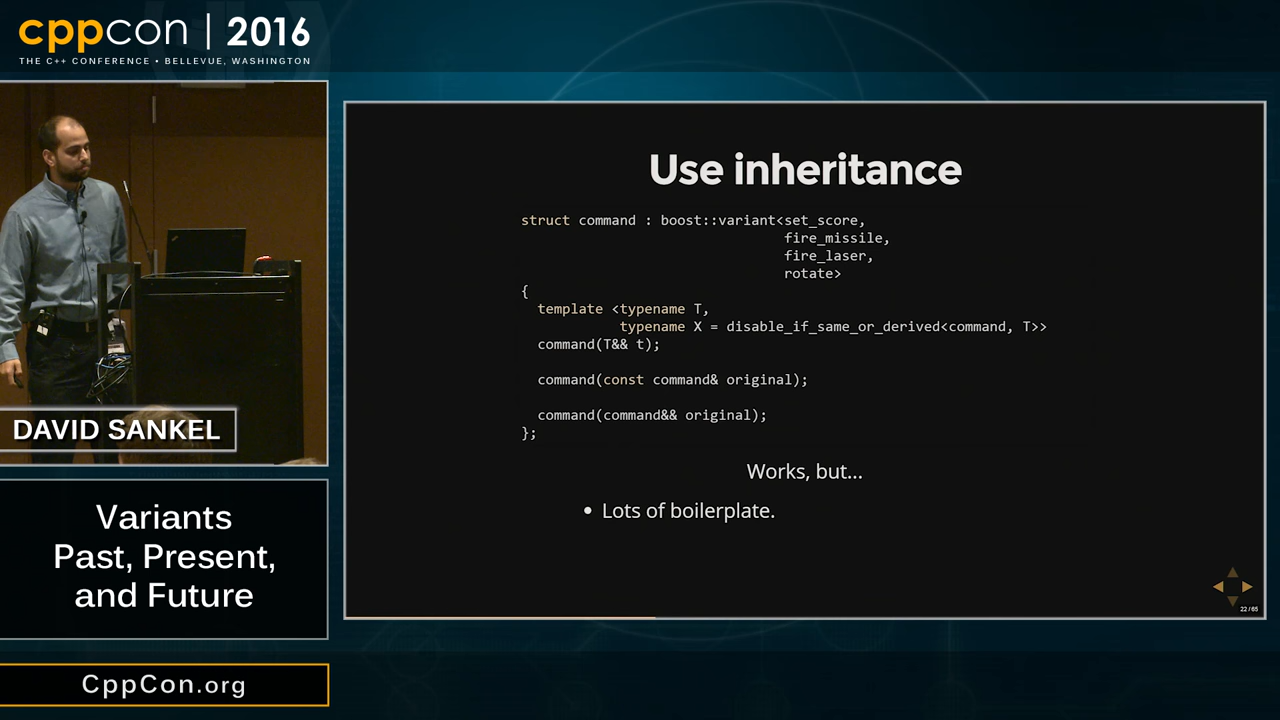 cppcon | 2016
THE C++ CONFERENCE • BELLEVUE, WASHINGTON
DAVID SANKEL
Variants
Past, Present,
and Future
CppCon.org
Use inheritance
struct command : boost::variant<set_score,
fire_missile,
fire_laser,
rotate>
{
template <typename T,
typename X = disable_if_same_or_derived<command, T>>
command(T&& t);
command(const command& original);
command(command&& original);
};
Works, but...
• Lots of boilerplate.
22 / 65